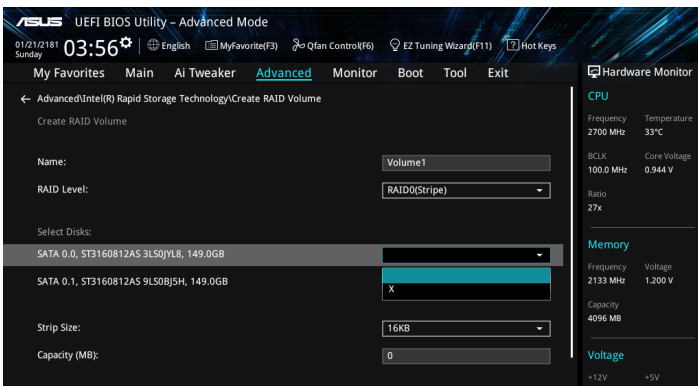 ASUS UEFI BIOS Utility – Advanced Mode
01/21/2181 Sunday 03:56 English MyFavorite(F3) Qfan Control(F6) EZ Tuning Wizard(F11) ? Hot Keys
My Favorites Main Ai Tweaker Advanced Monitor Boot Tool Exit
Hardware Monitor
← Advanced\Intel(R) Rapid Storage Technology\Create RAID Volume
Create RAID Volume
Name: Volume1
RAID Level: RAID0(Stripe)
Select Disks:
SATA 0.0, ST3160812AS 3LS0JYL8, 149.0GB
SATA 0.1, ST3160812AS 9LS0BJ5H, 149.0GB
X
Strip Size: 16KB
Capacity (MB): 0
CPU
Frequency Temperature
2700 MHz 33°C
BCLK Core Voltage
100.0 MHz 0.944 V
Ratio
27x
Memory
Frequency Voltage
2133 MHz 1.200 V
Capacity
4096 MB
Voltage
+12V +5V